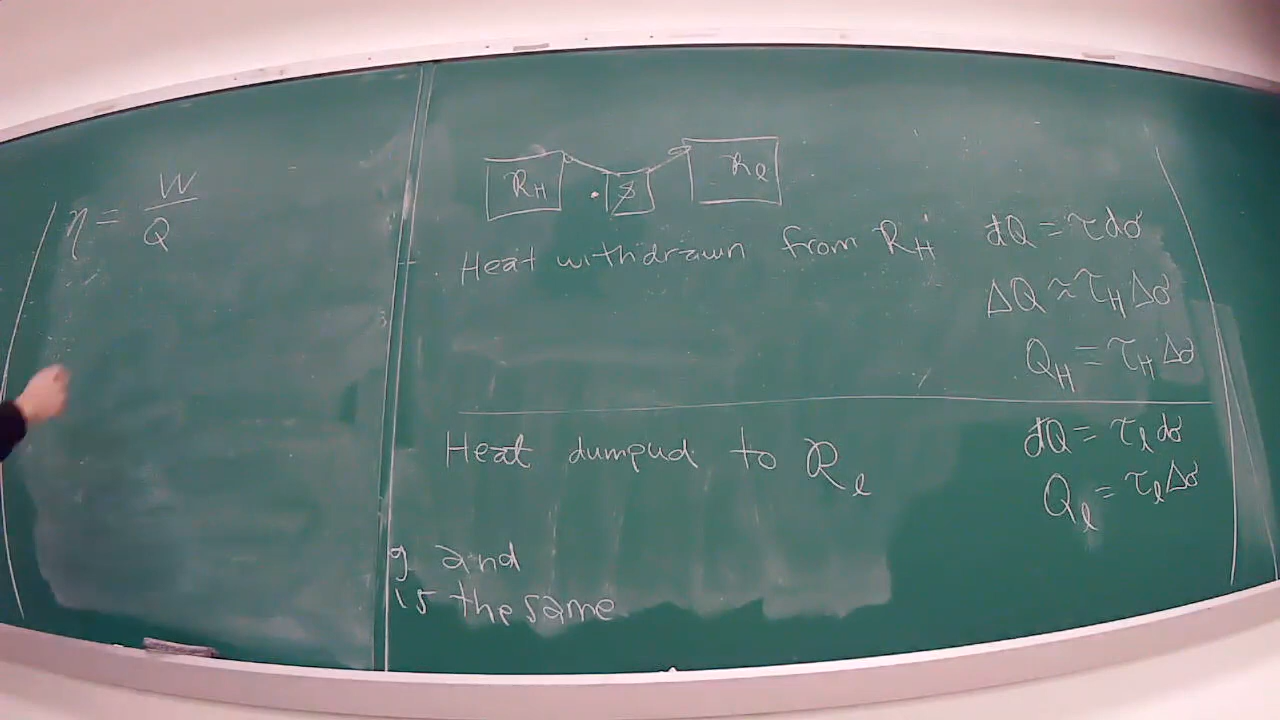 η = W/Q
R_H
S
R_l
Heat withdrawn from R_H
đQ = τdσ
ΔQ ≈ τ_H Δσ
Q_H = τ_H Δσ
Heat dumpud to R_l
đQ = τ_l dσ
Q_l = τ_l Δσ
g and
is the same